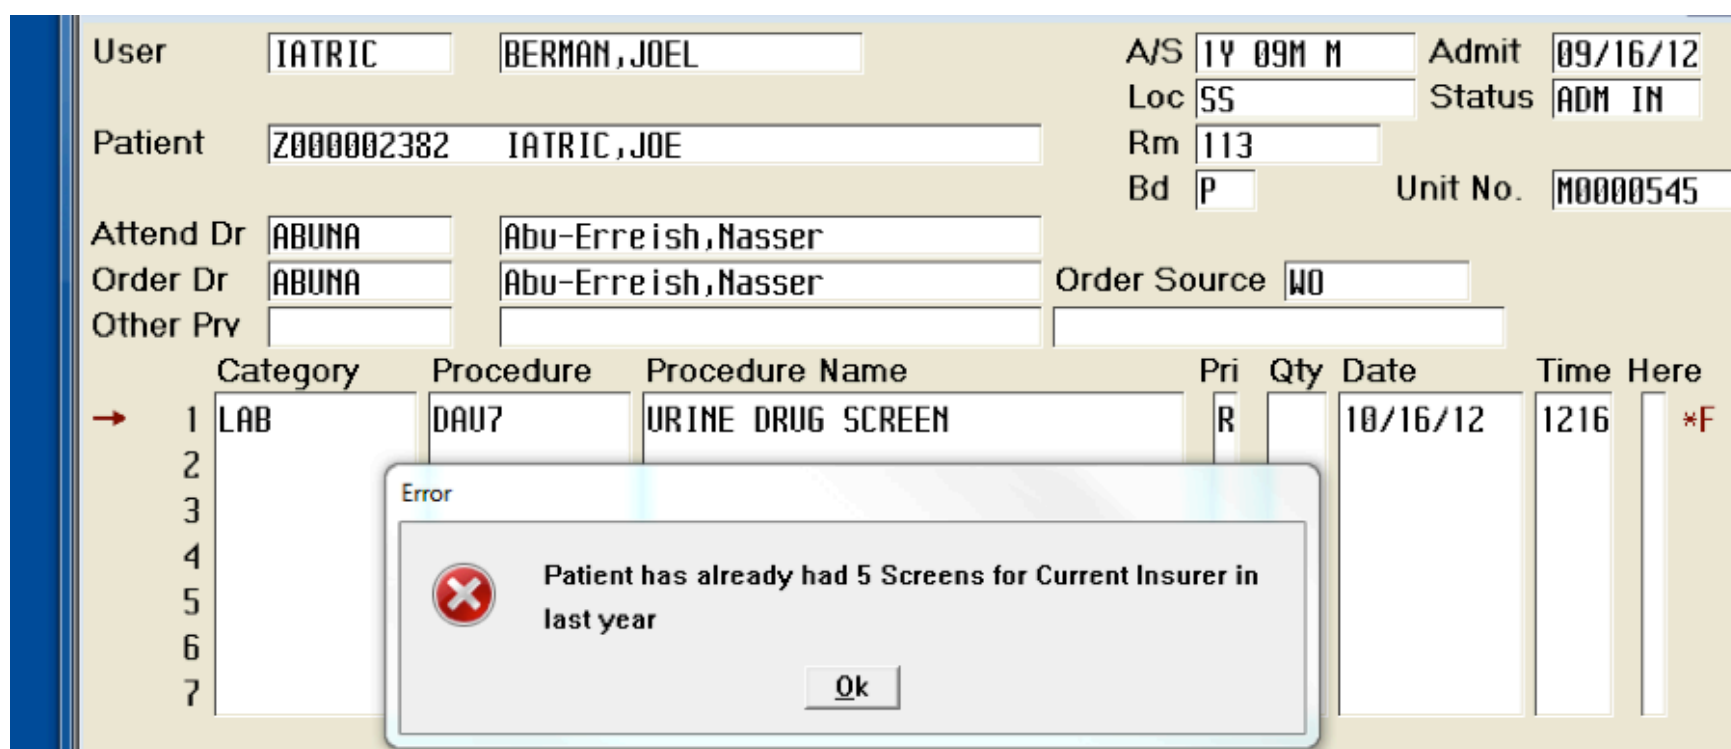 User IATRIC BERMAN,JOEL A/S 1Y 09M M Admit 09/16/12
Loc SS Status ADM IN
Patient Z000002382 IATRIC,JOE Rm 113
Bd P Unit No. M0000545
Attend Dr ABUNA Abu-Erreish,Nasser
Order Dr ABUNA Abu-Erreish,Nasser Order Source WO
Other Prv
Category Procedure Procedure Name Pri Qty Date Time Here
→ 1 LAB DAU7 URINE DRUG SCREEN R 10/16/12 1216 *F
2
3
4
5
6
7
Error
Patient has already had 5 Screens for Current Insurer in
last year
Ok